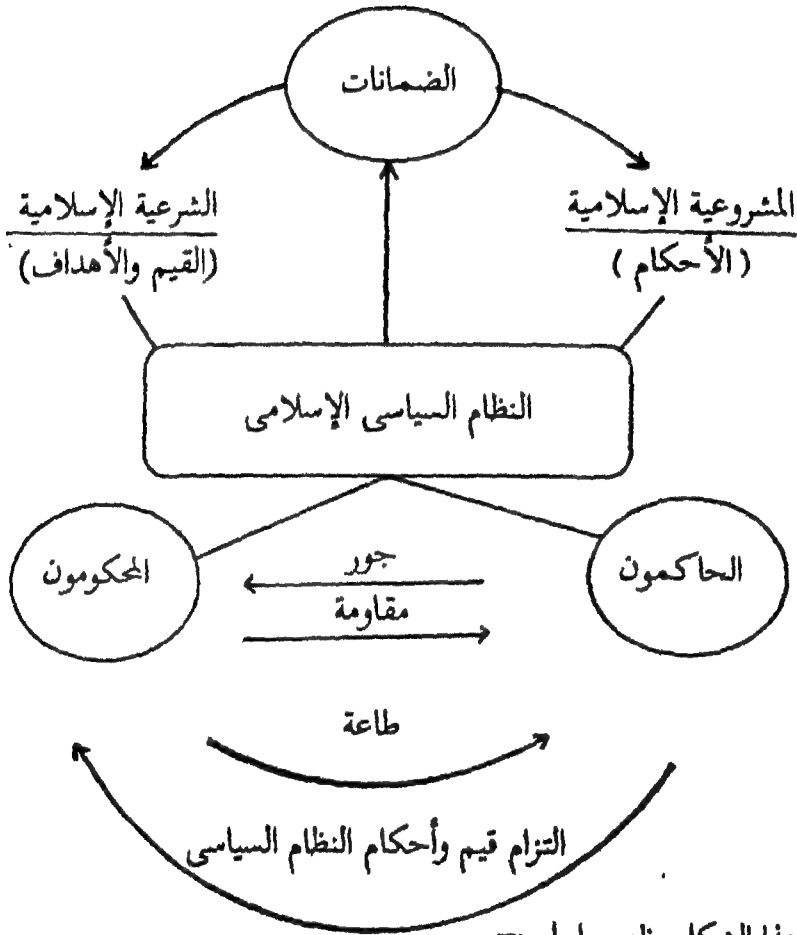 الضمانات
المشروعية الإسلامية
( الأحكام )
الشرعية الإسلامية
(القيم والأهداف)
النظام السياسى الإسلامى
الحاكمون
المحكومون
جور
مقاومة
طاعة
التزام قيم وأحكام النظام السياسى